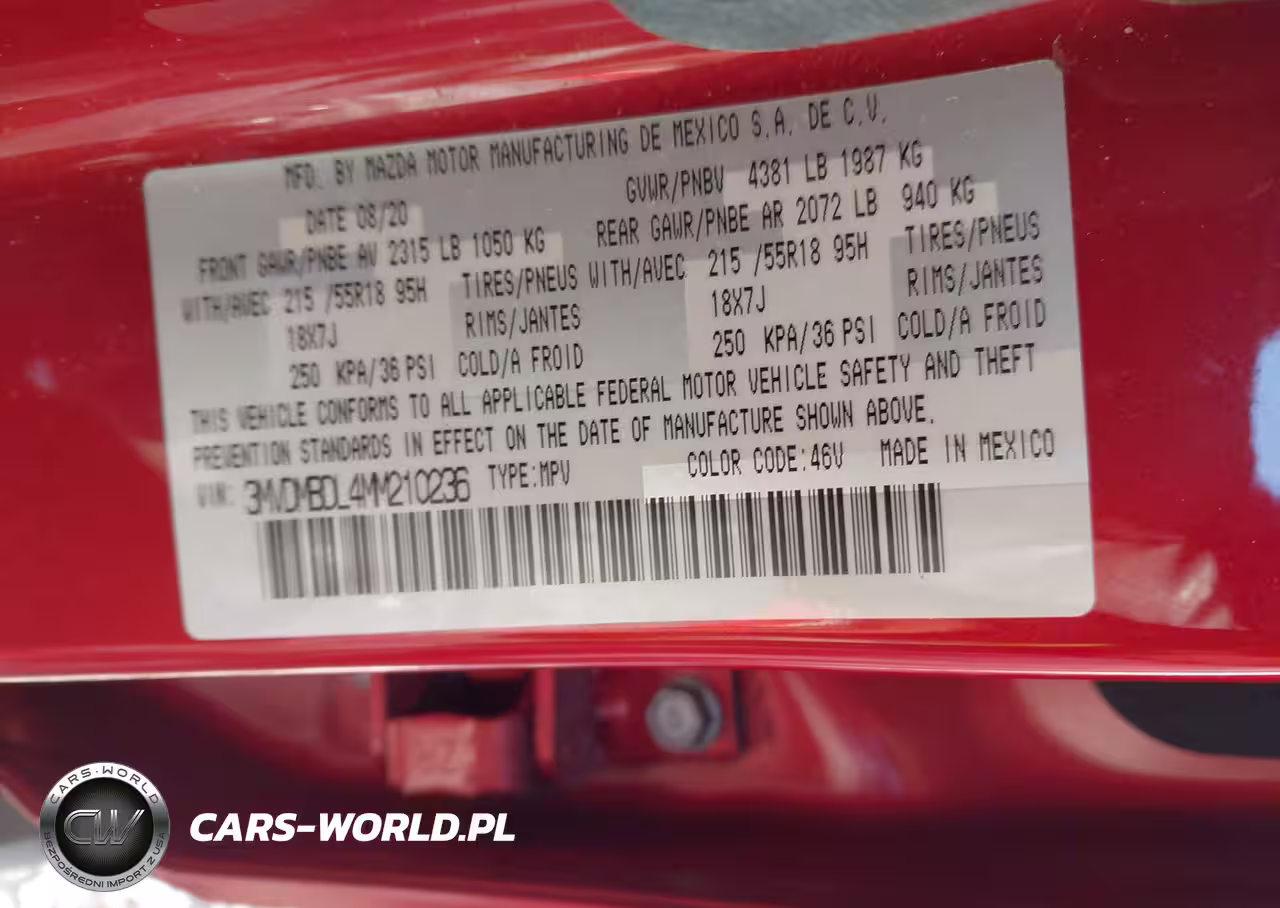 MFD. BY MAZDA MOTOR MANUFACTURING DE MEXICO S.A. DE C.V.
DATE 08/20 GVWR/PNBV 4381 LB 1987 KG
FRONT GAWR/PNBE AV 2315 LB 1050 KG REAR GAWR/PNBE AR 2072 LB 940 KG
WITH/AVEC 215 /55R18 95H TIRES/PNEUS WITH/AVEC 215 /55R18 95H TIRES/PNEUS
18X7J RIMS/JANTES 18X7J RIMS/JANTES
250 KPA/36 PSI COLD/A FROID 250 KPA/36 PSI COLD/A FROID
THIS VEHICLE CONFORMS TO ALL APPLICABLE FEDERAL MOTOR VEHICLE SAFETY AND THEFT
PREVENTION STANDARDS IN EFFECT ON THE DATE OF MANUFACTURE SHOWN ABOVE.
VIN: 3MVDMBDL4MM210236 TYPE:MPV COLOR CODE:46V MADE IN MEXICO
CARS-WORLD
CW
BEZPOŚREDNI IMPORT Z USA
CARS-WORLD.PL